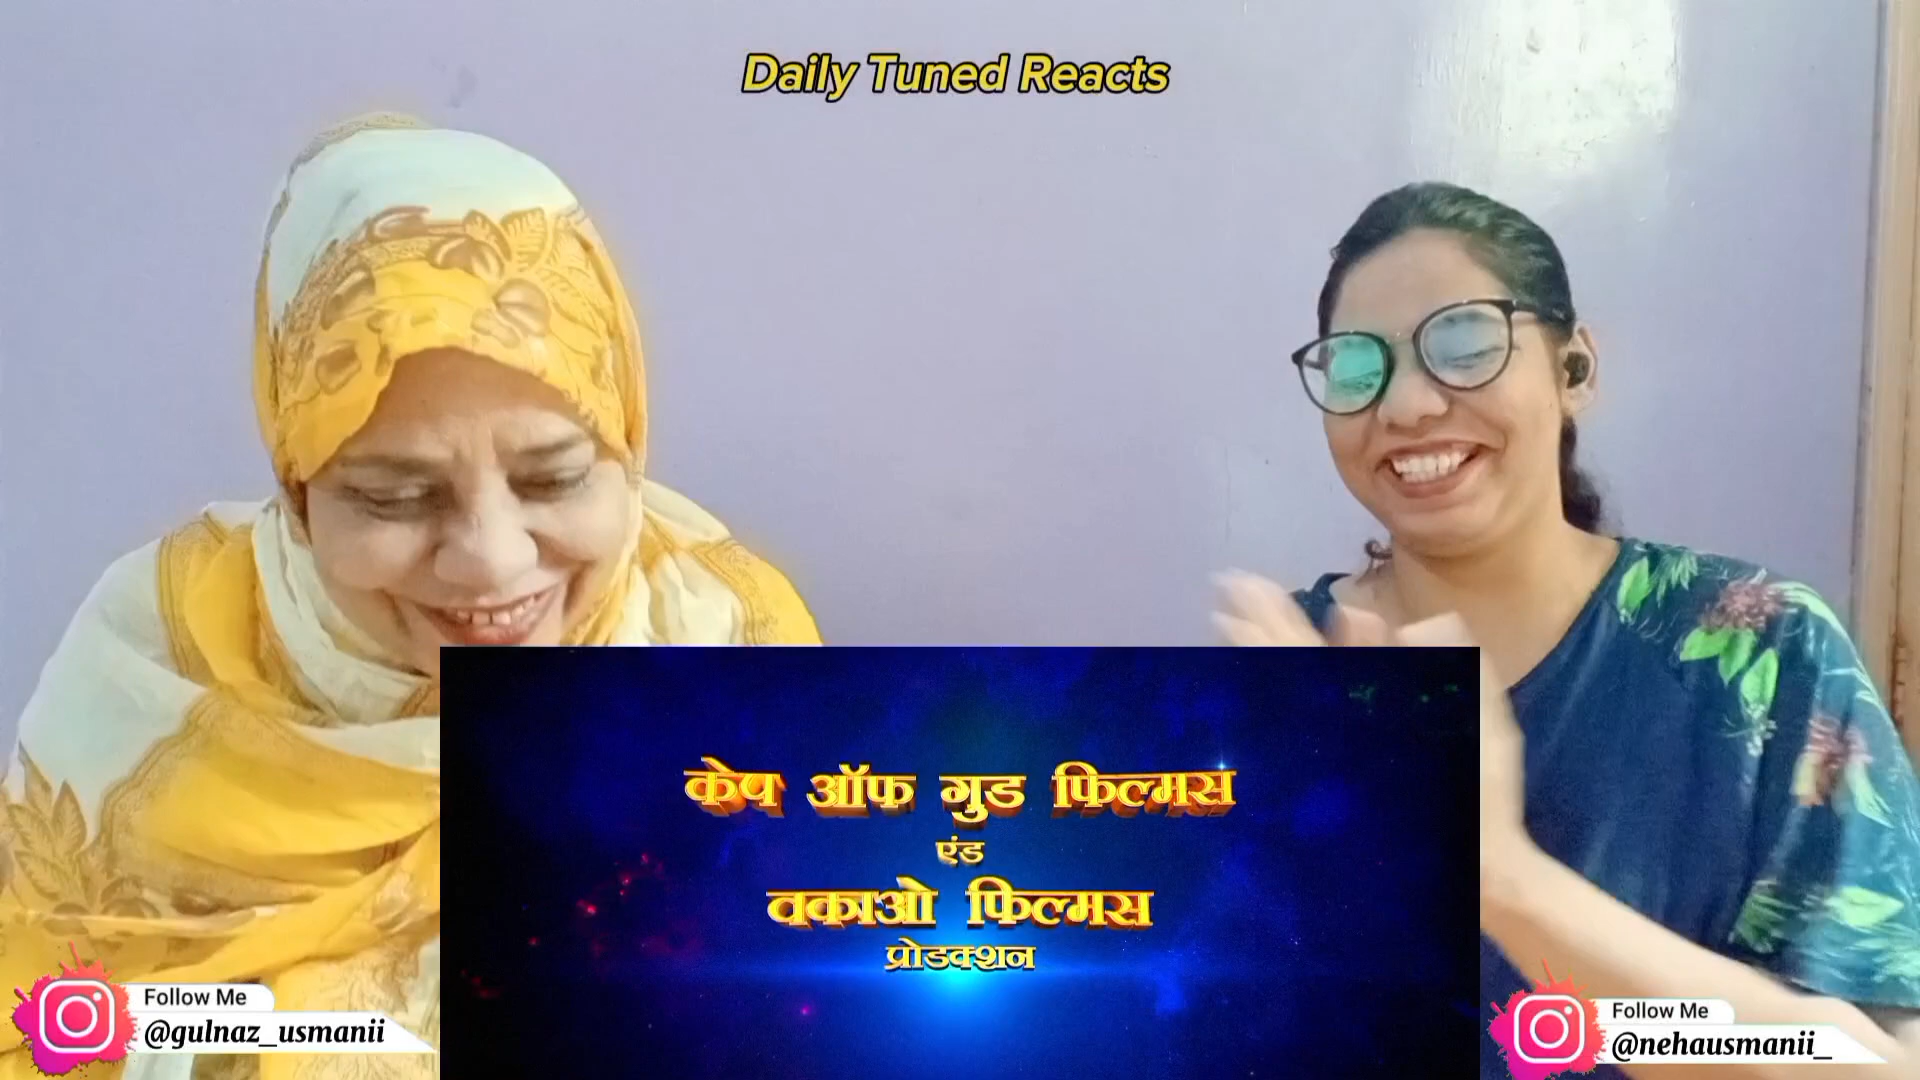 Daily Tuned Reacts
केप ऑफ गुड फिल्मस
एंड
वकाओ फिल्मस
प्रोडक्शन
Follow Me
@gulnaz_usmanii
Follow Me
@nehausmanii_